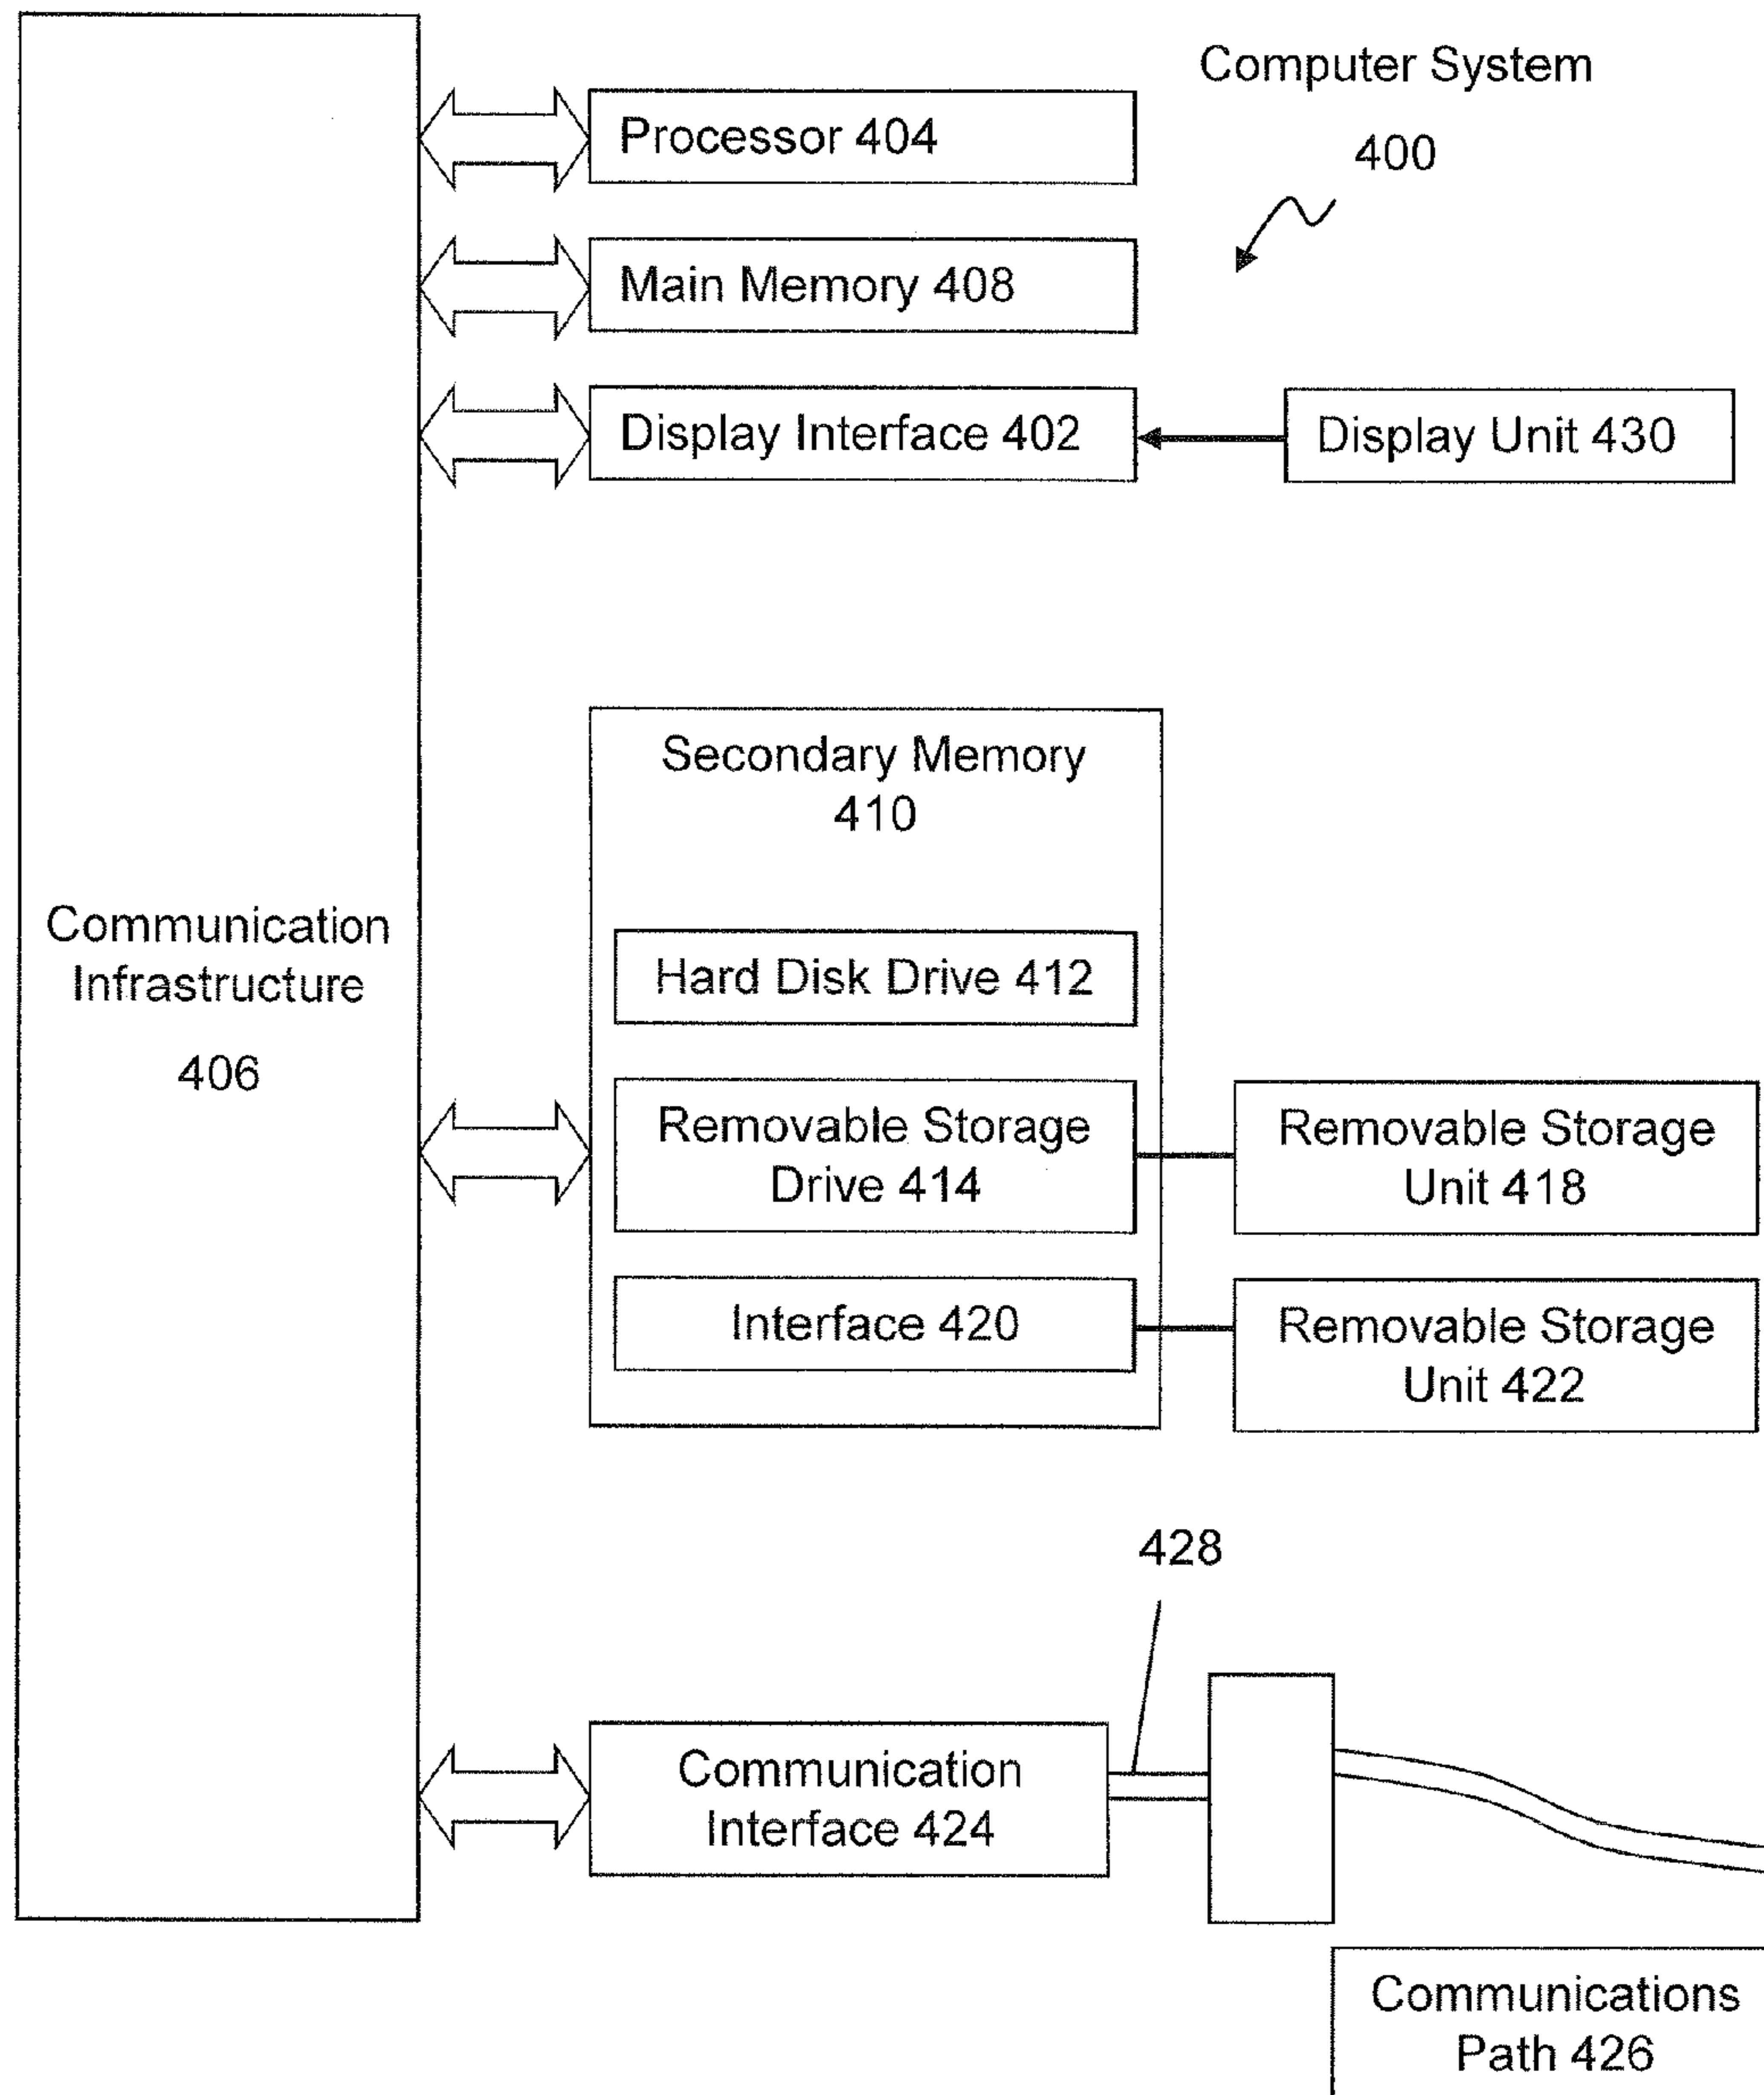 Computer System
400
Processor 404
Main Memory 408
Display Interface 402
Display Unit 430
Secondary Memory
410
Communication
Infrastructure
406
Hard Disk Drive 412
Removable Storage
Drive 414
Removable Storage
Unit 418
Interface 420
Removable Storage
Unit 422
428
Communication
Interface 424
Communications
Path 426